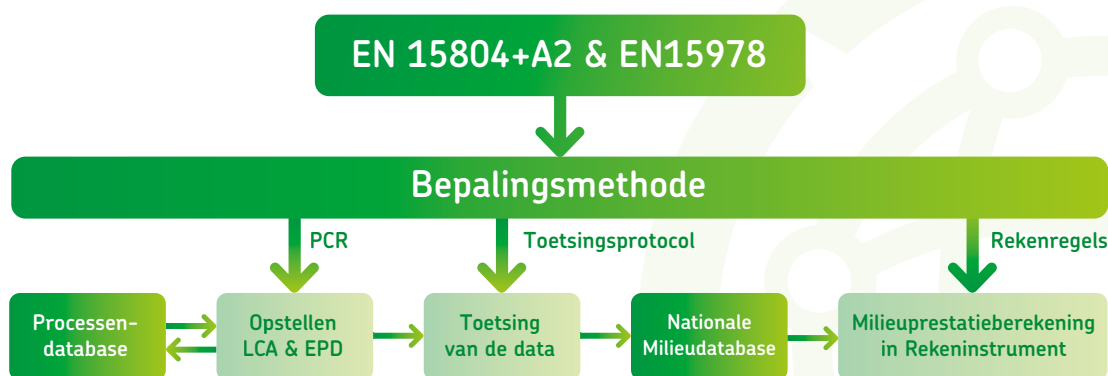 EN 15804+A2 & EN15978
Bepalingsmethode
PCR
Toetsingsprotocol
Rekenregels
Processen-
database
Opstellen
LCA & EPD
Toetsing
van de data
Nationale
Milieudatabase
Milieuprestatieberekening
in Rekeninstrument